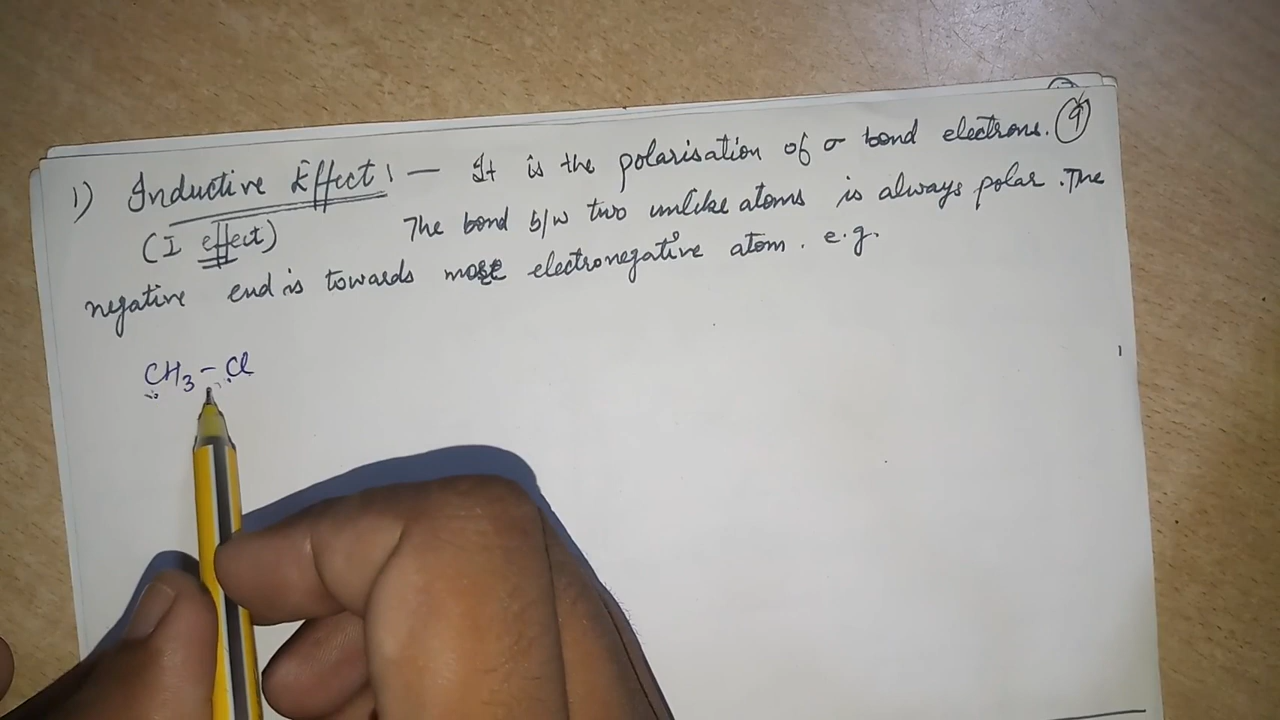 1) Inductive Effect :— It is the polarisation of σ bond electrons. (9)
(I effect) The bond b/w two unlike atoms is always polar. The
negative end is towards more electronegative atom. e.g.
CH₃–Cl